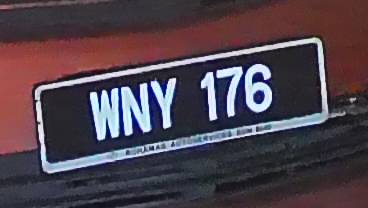 WNY 176
AUTOSERVICES SDN BHD